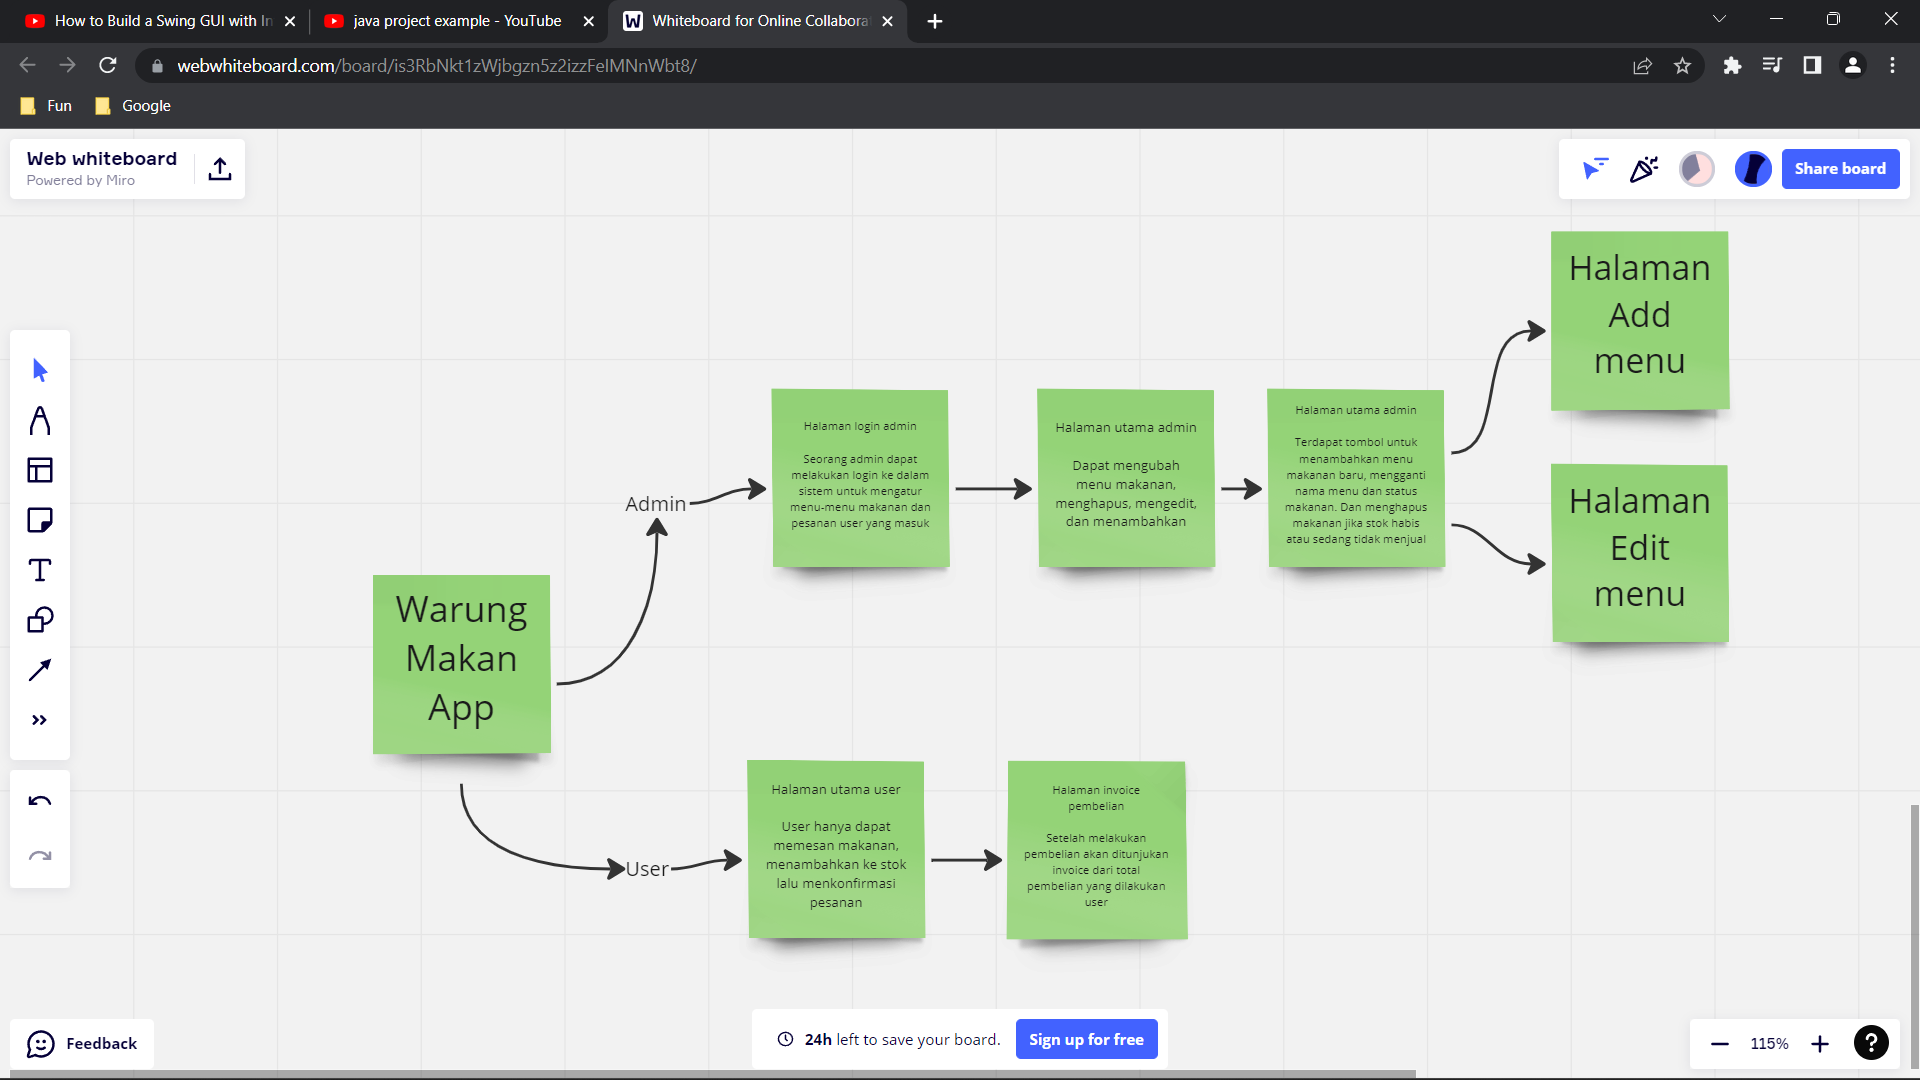 How to Build a Swing GUI with In
java project example - YouTube
Whiteboard for Online Collabora
webwhiteboard.com/board/is3RbNkt1zWjbgzn5z2izzFeIMNnWbt8/
Fun
Google
Web whiteboard
Powered by Miro
Share board
Halaman
Add
menu
Halaman login admin
Seorang admin dapat
melakukan login ke dalam
sistem untuk mengatur
menu-menu makanan dan
pesanan user yang masuk
Halaman utama admin
Dapat mengubah
menu makanan,
menghapus, mengedit,
dan menambahkan
Halaman utama admin
Terdapat tombol untuk
menambahkan menu
makanan baru, mengganti
nama menu dan status
makanan. Dan menghapus
makanan jika stok habis
atau sedang tidak menjual
Halaman
Edit
menu
Admin
Warung
Makan
App
User
Halaman utama user
User hanya dapat
memesan makanan,
menambahkan ke stok
lalu menkonfirmasi
pesanan
Halaman invoice
pembelian
Setelah melakukan
pembelian akan ditunjukan
invoice dari total
pembelian yang dilakukan
user
Feedback
24h left to save your board.
Sign up for free
115%